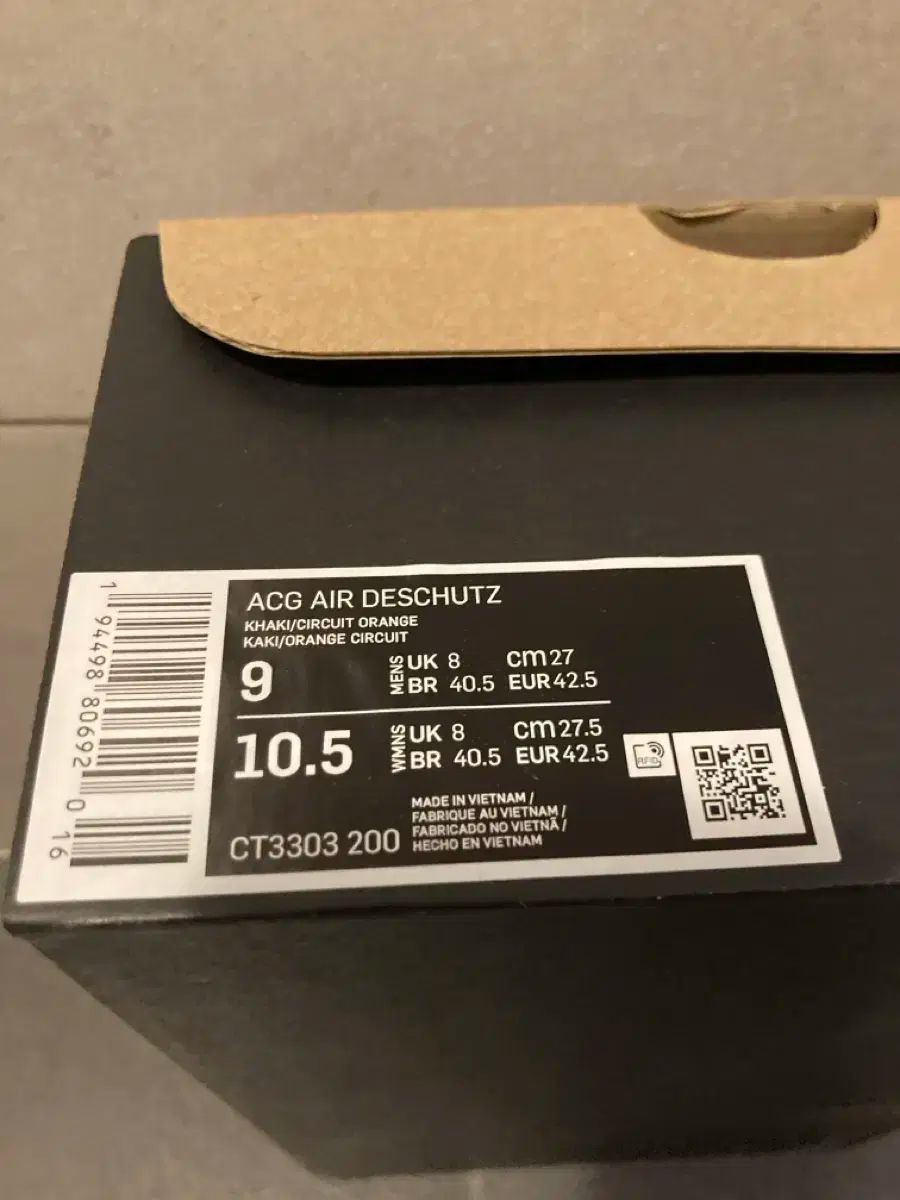 ACG AIR DESCHUTZ
KHAKI/CIRCUIT ORANGE
KAKI/ORANGE CIRCUIT
9 MENS UK 8 CM 27
BR 40.5 EUR 42.5
10.5 WMNS UK 8 CM 27.5
BR 40.5 EUR 42.5
RFID
CT3303 200
MADE IN VIETNAM /
FABRIQUE AU VIETNAM /
FABRICADO NO VIETNÃ /
HECHO EN VIETNAM
1 94498 80692 0 16